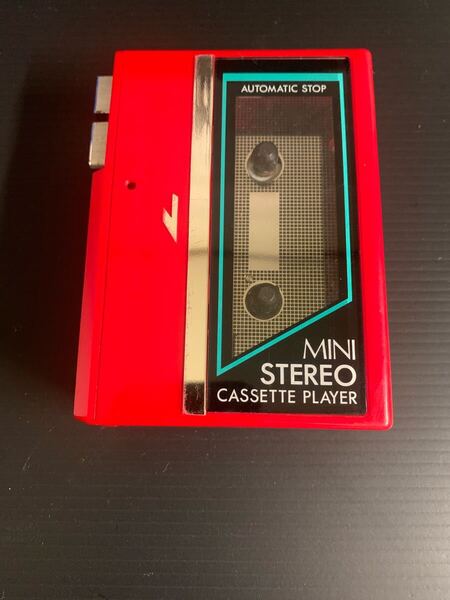 AUTOMATIC STOP
MINI
STEREO
CASSETTE PLAYER